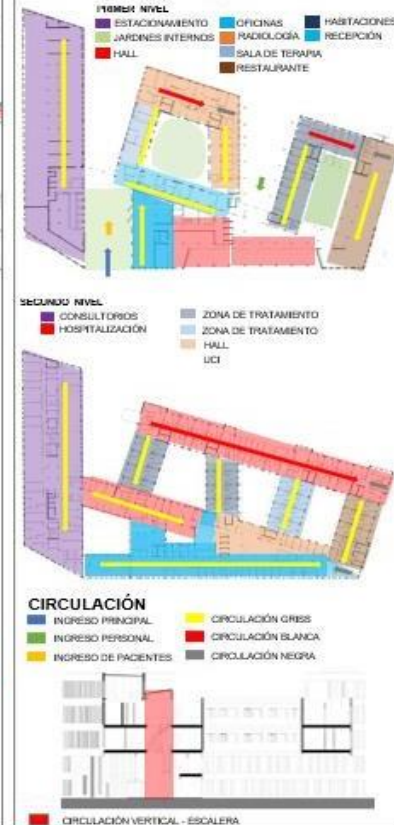 PRIMER NIVEL
ESTACIONAMIENTO OFICINAS HABITACIONES
JARDINES INTERNOS RADIOLOGÍA RECEPCIÓN
HALL SALA DE TERAPIA
RESTAURANTE
SEGUNDO NIVEL
CONSULTORIOS ZONA DE TRATAMIENTO
HOSPITALIZACIÓN ZONA DE TRATAMIENTO
HALL
UCI
CIRCULACIÓN
INGRESO PRINCIPAL CIRCULACIÓN GRISS
INGRESO PERSONAL CIRCULACIÓN BLANCA
INGRESO DE PACIENTES CIRCULACIÓN NEGRA
CIRCULACIÓN VERTICAL - ESCALERA